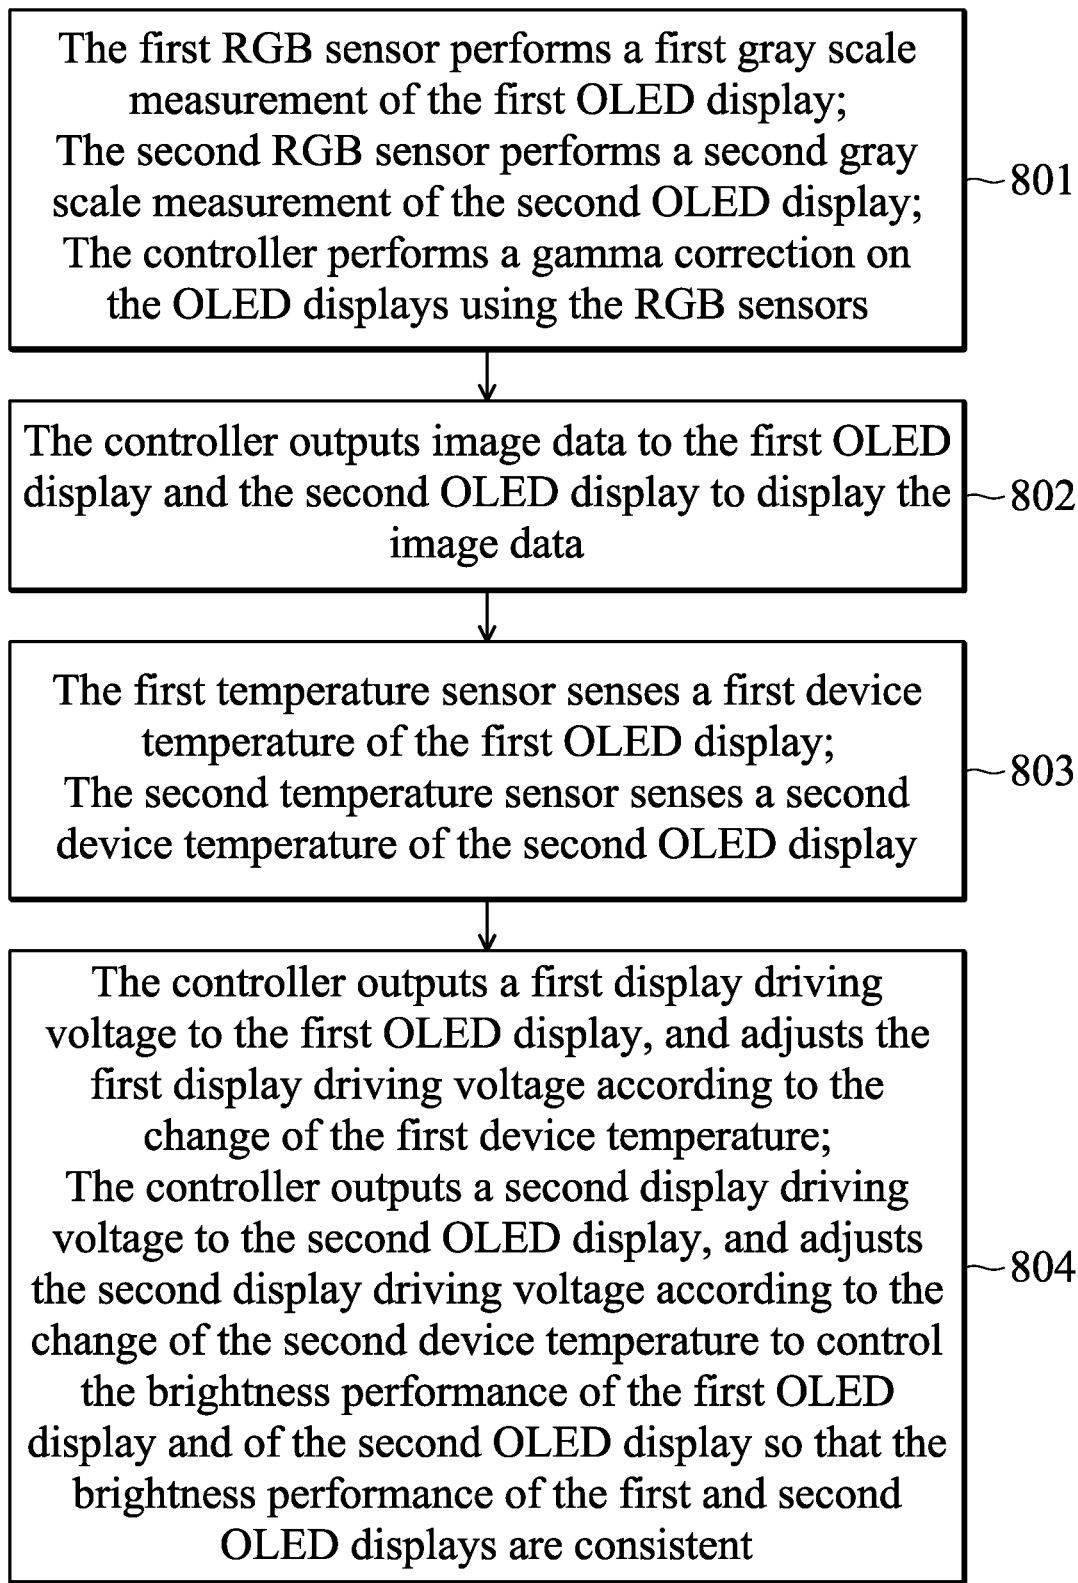 The first RGB sensor performs a first gray scale
measurement of the first OLED display;
The second RGB sensor performs a second gray
scale measurement of the second OLED display;
The controller performs a gamma correction on
the OLED displays using the RGB sensors
801
The controller outputs image data to the first OLED
display and the second OLED display to display the
image data
802
The first temperature sensor senses a first device
temperature of the first OLED display;
The second temperature sensor senses a second
device temperature of the second OLED display
803
The controller outputs a first display driving
voltage to the first OLED display, and adjusts the
first display driving voltage according to the
change of the first device temperature;
The controller outputs a second display driving
voltage to the second OLED display, and adjusts
the second display driving voltage according to the
change of the second device temperature to control
the brightness performance of the first OLED
display and of the second OLED display so that the
brightness performance of the first and second
OLED displays are consistent
804